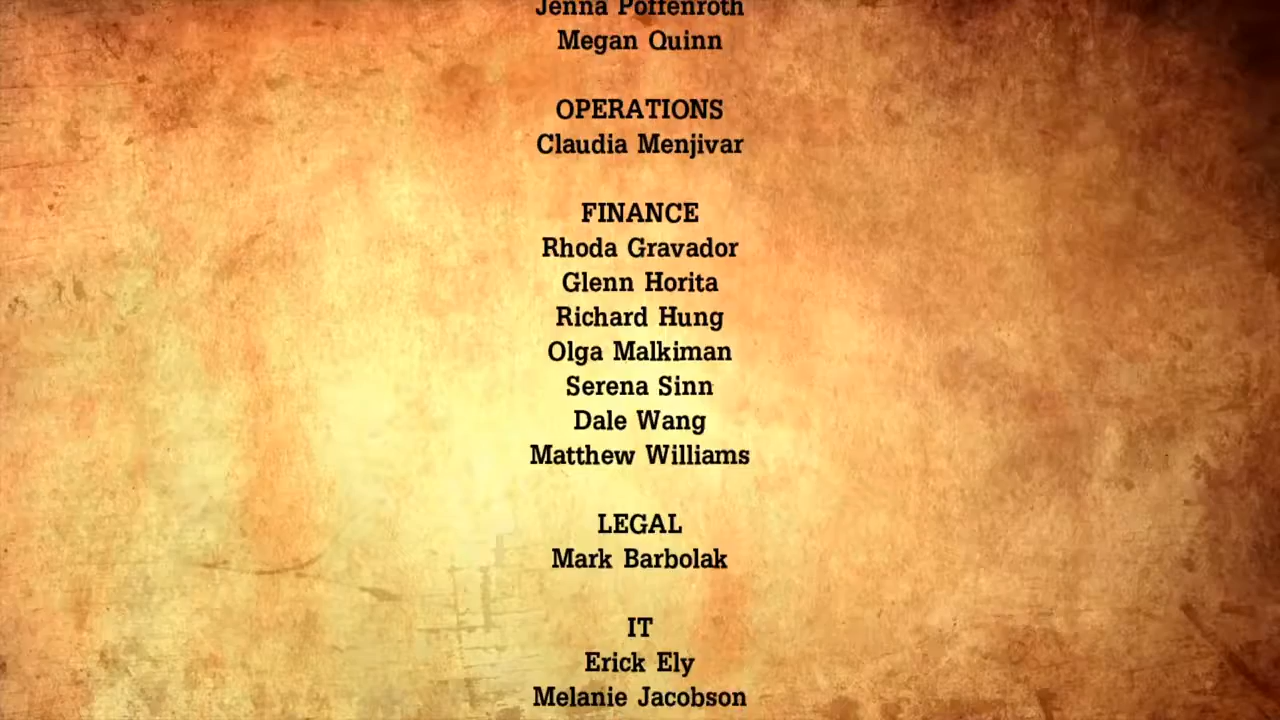 Jenna Poffenroth
Megan Quinn
OPERATIONS
Claudia Menjivar
FINANCE
Rhoda Gravador
Glenn Horita
Richard Hung
Olga Malkiman
Serena Sinn
Dale Wang
Matthew Williams
LEGAL
Mark Barbolak
IT
Erick Ely
Melanie Jacobson